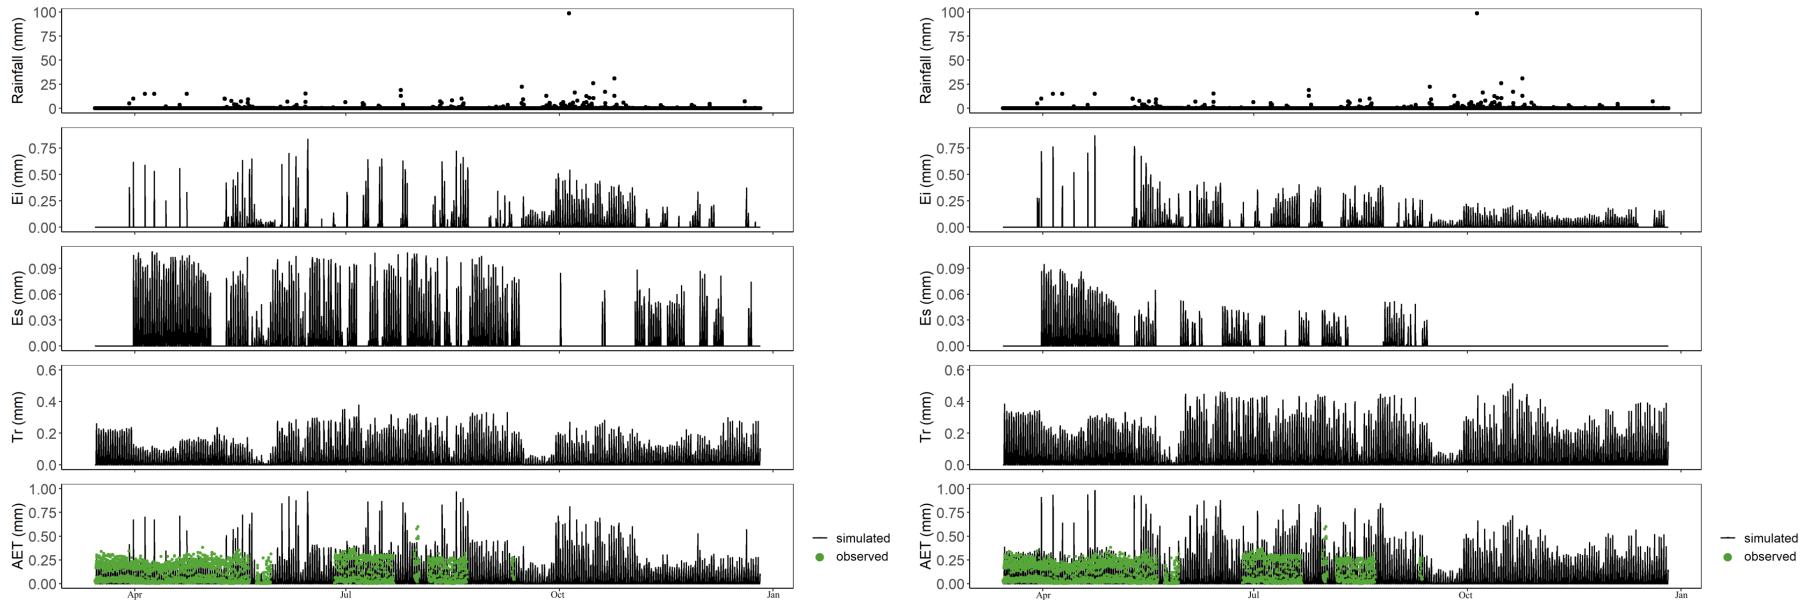 Rainfall (mm)
100
75
50
25
0
Ei (mm)
0.75
0.50
0.25
0.00
Es (mm)
0.09
0.06
0.03
0.00
Tr (mm)
0.6
0.4
0.2
0.0
AET (mm)
1.00
0.75
0.50
0.25
0.00
Apr Jul Oct Jan
simulated
observed
Rainfall (mm)
100
75
50
25
0
Ei (mm)
0.75
0.50
0.25
0.00
Es (mm)
0.09
0.06
0.03
0.00
Tr (mm)
0.6
0.4
0.2
0.0
AET (mm)
1.00
0.75
0.50
0.25
0.00
Apr Jul Oct Jan
simulated
observed